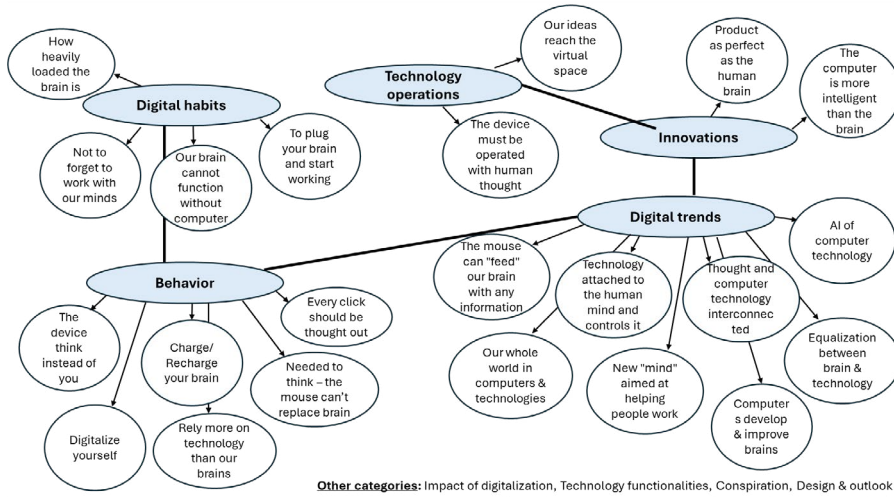 How
heavily
loaded the
brain is
Digital habits
Not to
forget to
work with
our minds
Our brain
cannot
function
without
computer
To plug
your brain
and start
working
Technology
operations
Our ideas
reach the
virtual
space
The device
must be
operated
with human
thought
Product
as perfect
as the
human
brain
The
computer
is more
intelligent
than the
brain
Innovations
Digital trends
The mouse
can "feed"
our brain
with any
information
Technology
attached to
the human
mind and
controls it
Thought and
computer
technology
interconnec
ted
AI of
computer
technology
Our whole
world in
computers &
technologies
New "mind"
aimed at
helping
people work
Computer
s develop
& improve
brains
Equalization
between
brain &
technology
Behavior
The
device
think
instead of
you
Charge/
Recharge
your brain
Every click
should be
thought out
Needed to
think – the
mouse can't
replace brain
Digitalize
yourself
Rely more on
technology
than our
brains
Other categories: Impact of digitalization, Technology functionalities, Conspiration, Design & outlook